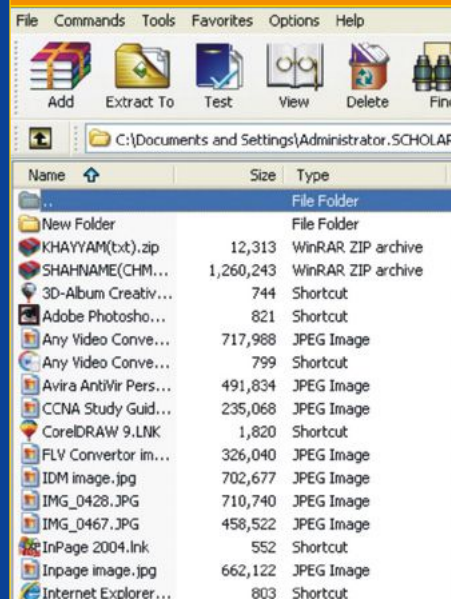 File Commands Tools Favorites Options Help
Add Extract To Test View Delete Fin
C:\Documents and Settings\Administrator.SCHOLAR
Name Size Type
.. File Folder
New Folder File Folder
KHAYYAM(txt).zip 12,313 WinRAR ZIP archive
SHAHNAME(CHM... 1,260,243 WinRAR ZIP archive
3D-Album Creativ... 744 Shortcut
Adobe Photosho... 821 Shortcut
Any Video Conve... 717,988 JPEG Image
Any Video Conve... 799 Shortcut
Avira AntiVir Pers... 491,834 JPEG Image
CCNA Study Guid... 235,068 JPEG Image
CorelDRAW 9.LNK 1,820 Shortcut
FLV Convertor im... 326,040 JPEG Image
IDM image.jpg 702,677 JPEG Image
IMG_0428.JPG 710,740 JPEG Image
IMG_0467.JPG 458,522 JPEG Image
InPage 2004.lnk 552 Shortcut
Inpage image.jpg 662,122 JPEG Image
Internet Explorer... 803 Shortcut